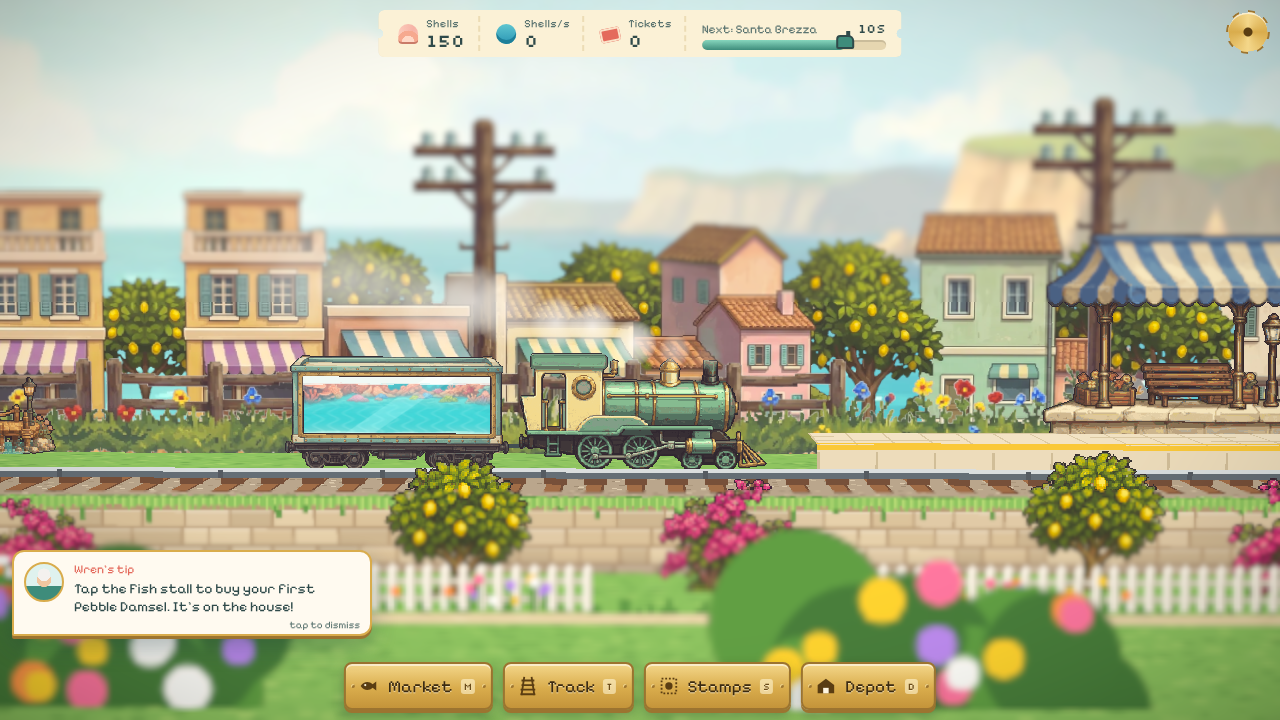 Shells
150
Shells/s
0
Tickets
0
Next: Santa Brezza
10s
Wren's tip
Tap the Fish stall to buy your first
Pebble Damsel. It's on the house!
tap to dismiss
Market M
Track T
Stamps S
Depot D